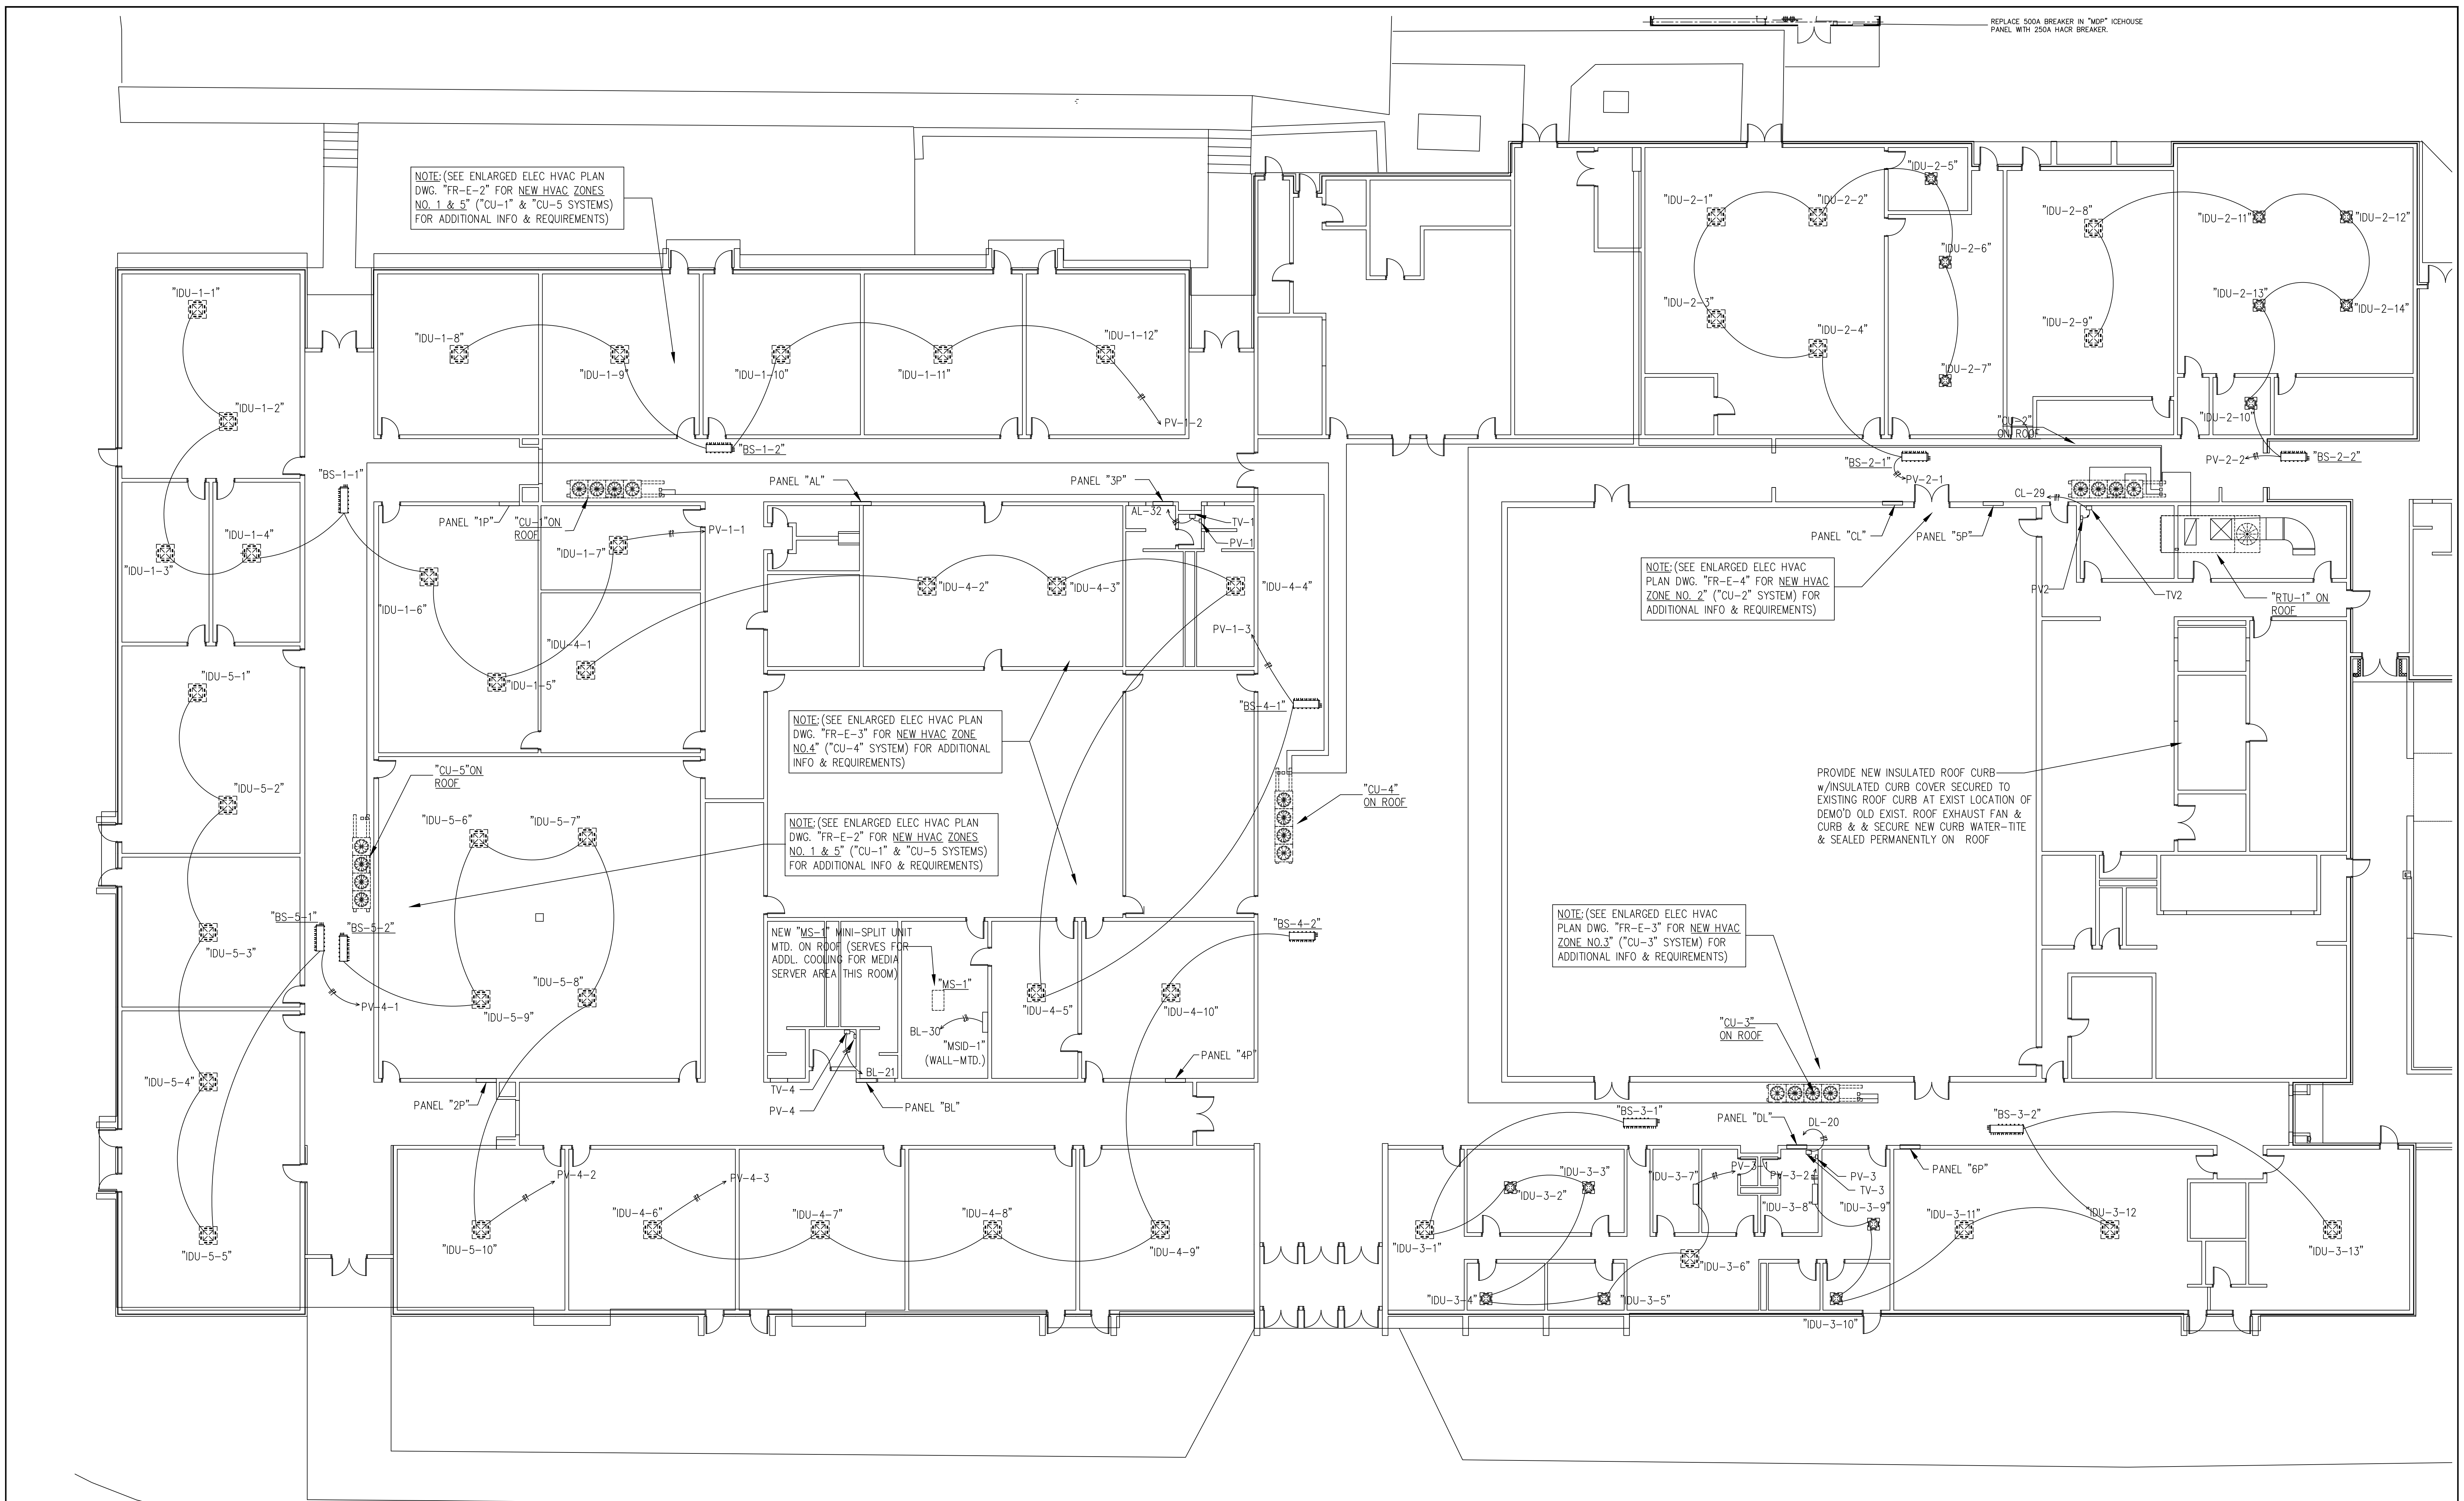 REPLACE 500A BREAKER IN "MDP" ICEHOUSE
PANEL WITH 250A HACR BREAKER.
NOTE: (SEE ENLARGED ELEC HVAC PLAN
DWG. "FR-E-2" FOR NEW HVAC ZONES
NO. 1 & 5" ("CU-1" & "CU-5 SYSTEMS)
FOR ADDITIONAL INFO & REQUIREMENTS)
"IDU-1-1"
"IDU-1-2"
"IDU-1-3"
"IDU-1-4"
"BS-1-1"
"IDU-1-8"
"IDU-1-9"
"IDU-1-10"
"IDU-1-11"
"IDU-1-12"
PV-1-2
"BS-1-2"
PANEL "1P"
"CU-1"ON
ROOF
"IDU-1-7"
PV-1-1
"IDU-1-6"
"IDU-1-5"
"IDU-4-1
PANEL "AL"
PANEL "3P"
AL-32
TV-1
PV-1
"IDU-4-2"
"IDU-4-3"
"IDU-4-4"
PV-1-3
"BS-4-1"
NOTE: (SEE ENLARGED ELEC HVAC PLAN
DWG. "FR-E-3" FOR NEW HVAC ZONE
NO.4" ("CU-4" SYSTEM) FOR ADDITIONAL
INFO & REQUIREMENTS)
"CU-4"
ON ROOF
NOTE: (SEE ENLARGED ELEC HVAC PLAN
DWG. "FR-E-2" FOR NEW HVAC ZONES
NO. 1 & 5" ("CU-1" & "CU-5 SYSTEMS)
FOR ADDITIONAL INFO & REQUIREMENTS)
"IDU-5-1"
"IDU-5-2"
"IDU-5-3"
"IDU-5-4"
"IDU-5-5"
"CU-5"ON
ROOF
"BS-5-1"
"BS-5-2"
PV-4-1
"IDU-5-6"
"IDU-5-7"
"IDU-5-8"
"IDU-5-9"
PANEL "2P"
"IDU-5-10"
PV-4-2
NEW "MS-1" MINI-SPLIT UNIT
MTD. ON ROOF (SERVES FOR
ADDL. COOLING FOR MEDIA
SERVER AREA THIS ROOM)
"MS-1"
BL-30
"MSID-1"
(WALL-MTD.)
BL-21
TV-4
PV-4
PANEL "BL"
"IDU-4-5"
"IDU-4-10"
"BS-4-2"
PANEL "4P"
PV-4-3
"IDU-4-6"
"IDU-4-7"
"IDU-4-8"
"IDU-4-9"
"IDU-2-1"
"IDU-2-2"
"IDU-2-3"
"IDU-2-4"
"IDU-2-5"
"IDU-2-6"
"IDU-2-7"
"IDU-2-8"
"IDU-2-9"
"IDU-2-11"
"IDU-2-12"
"IDU-2-13"
"IDU-2-14"
"IDU-2-10"
"CU-2"
ON ROOF
"BS-2-1"
PV-2-1
PV-2-2
"BS-2-2"
CL-29
PANEL "CL"
PANEL "5P"
NOTE: (SEE ENLARGED ELEC HVAC
PLAN DWG. "FR-E-4" FOR NEW HVAC
ZONE NO. 2" ("CU-2" SYSTEM) FOR
ADDITIONAL INFO & REQUIREMENTS)
PV2
TV2
"RTU-1" ON
ROOF
PROVIDE NEW INSULATED ROOF CURB
w/INSULATED CURB COVER SECURED TO
EXISTING ROOF CURB AT EXIST LOCATION OF
DEMO'D OLD EXIST. ROOF EXHAUST FAN &
CURB & & SECURE NEW CURB WATER-TITE
& SEALED PERMANENTLY ON ROOF
NOTE: (SEE ENLARGED ELEC HVAC
PLAN DWG. "FR-E-3" FOR NEW HVAC
ZONE NO.3" ("CU-3" SYSTEM) FOR
ADDITIONAL INFO & REQUIREMENTS)
"CU-3"
ON ROOF
"BS-3-1"
PANEL "DL"
DL-20
"BS-3-2"
PANEL "6P"
"IDU-3-1"
"IDU-3-2"
"IDU-3-3"
"IDU-3-4"
"IDU-3-5"
"IDU-3-6"
"IDU-3-7"
PV-3-1
PV-3-2
PV-3
TV-3
"IDU-3-8"
"IDU-3-9"
"IDU-3-10"
"IDU-3-11"
"IDU-3-12
"IDU-3-13"